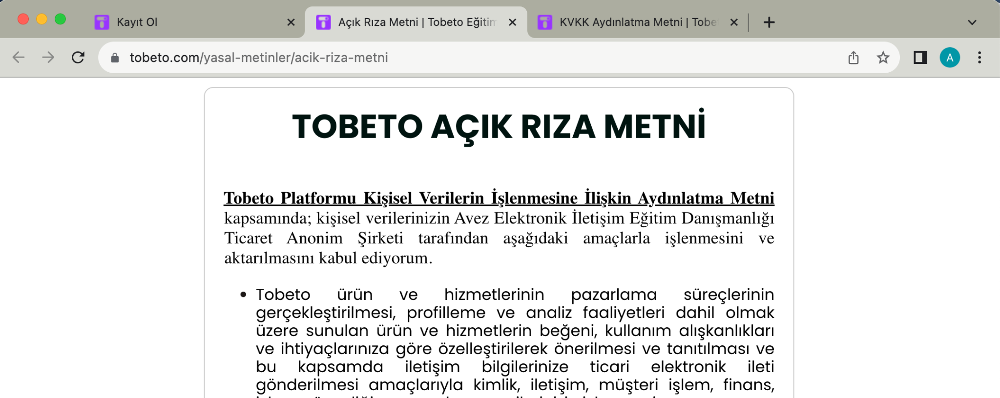 Kayıt Ol
Açık Rıza Metni | Tobeto Eğitim
KVKK Aydınlatma Metni | Tobe
tobeto.com/yasal-metinler/acik-riza-metni
A
TOBETO AÇIK RIZA METNİ
Tobeto Platformu Kişisel Verilerin İşlenmesine İlişkin Aydınlatma Metni
kapsamında; kişisel verilerinizin Avez Elektronik İletişim Eğitim Danışmanlığı
Ticaret Anonim Şirketi tarafından aşağıdaki amaçlarla işlenmesini ve
aktarılmasını kabul ediyorum.
• Tobeto ürün ve hizmetlerinin pazarlama süreçlerinin
gerçekleştirilmesi, profilleme ve analiz faaliyetleri dahil olmak
üzere sunulan ürün ve hizmetlerin beğeni, kullanım alışkanlıkları
ve ihtiyaçlarınıza göre özelleştirilerek önerilmesi ve tanıtılması ve
bu kapsamda iletişim bilgilerinize ticari elektronik ileti
gönderilmesi amaçlarıyla kimlik, iletişim, müşteri işlem, finans,